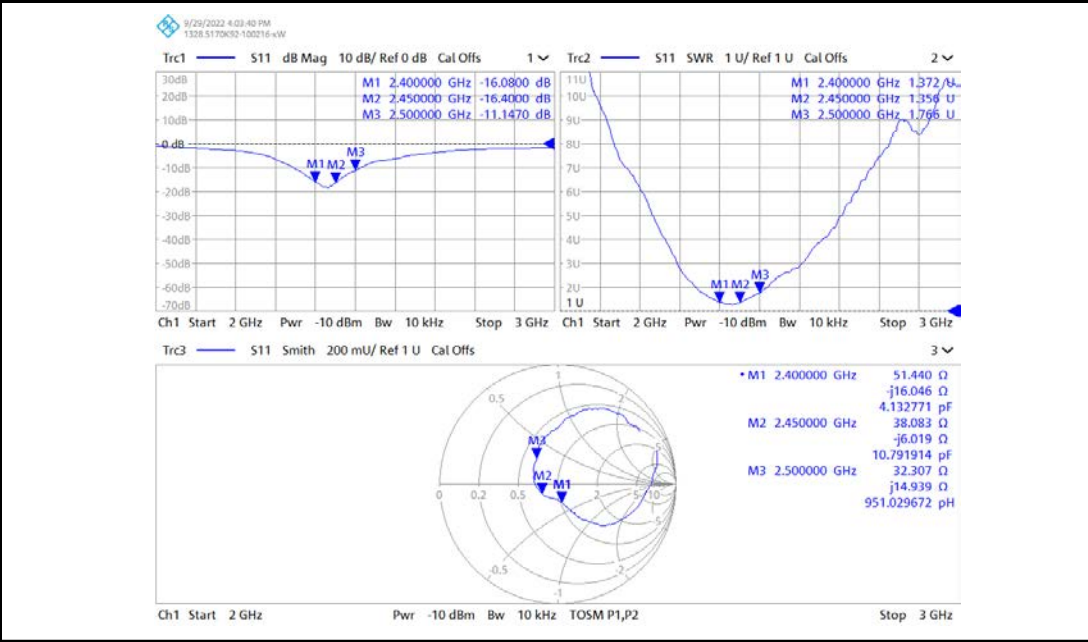 9/29/2022 4:03:40 PM
1328.5170K92-100216-xW
Trc1 S11 dB Mag 10 dB/ Ref 0 dB Cal Offs 1
30dB
20dB
10dB
0 dB
-10dB
-20dB
-30dB
-40dB
-50dB
-60dB
-70dB
M1 2.400000 GHz -16.0800 dB
M2 2.450000 GHz -16.4000 dB
M3 2.500000 GHz -11.1470 dB
M1 M2 M3
Ch1 Start 2 GHz Pwr -10 dBm Bw 10 kHz Stop 3 GHz
Trc2 S11 SWR 1 U/ Ref 1 U Cal Offs 2
11U
10U
9U
8U
7U
6U
5U
4U
3U
2U
1 U
M1 2.400000 GHz 1.372 U
M2 2.450000 GHz 1.356 U
M3 2.500000 GHz 1.766 U
M1 M2 M3
Ch1 Start 2 GHz Pwr -10 dBm Bw 10 kHz Stop 3 GHz
Trc3 S11 Smith 200 mU/ Ref 1 U Cal Offs 3
1
0.5
2
5
M3
M2
M1
0 0.2 0.5 2 5 10
-5
-0.5
-2
-1
• M1 2.400000 GHz 51.440 Ω
-j16.046 Ω
4.132771 pF
M2 2.450000 GHz 38.083 Ω
-j6.019 Ω
10.791914 pF
M3 2.500000 GHz 32.307 Ω
j14.939 Ω
951.029672 pH
Ch1 Start 2 GHz Pwr -10 dBm Bw 10 kHz TOSM P1,P2 Stop 3 GHz